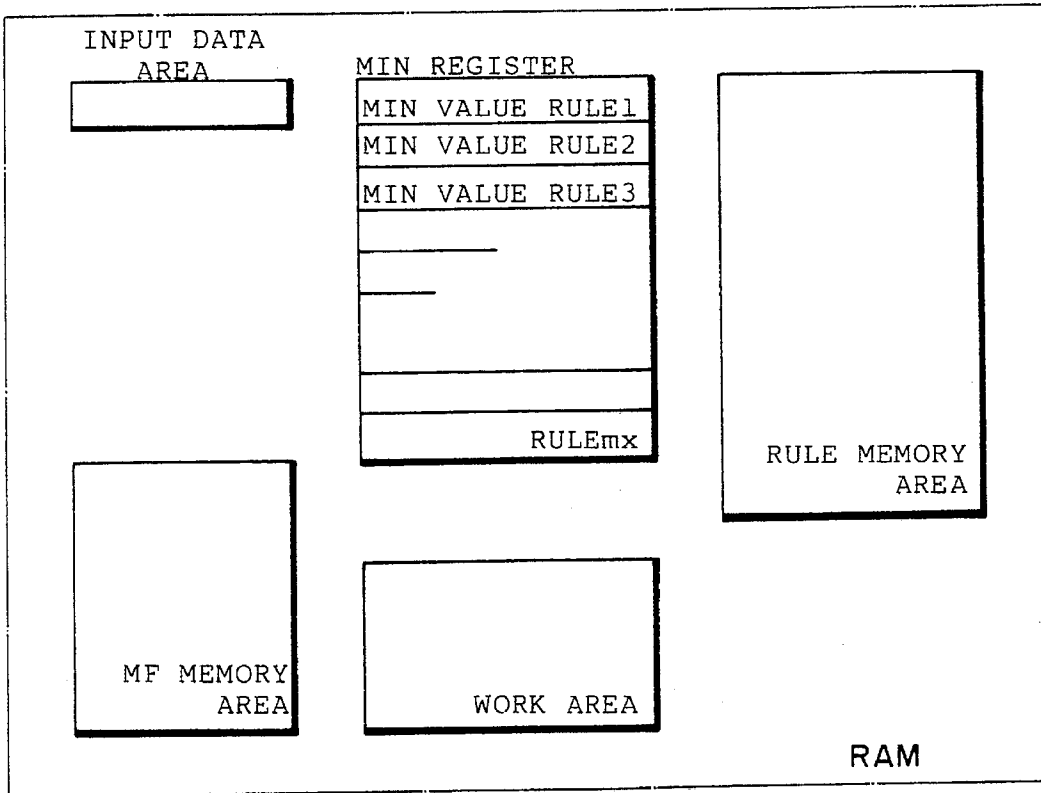 INPUT DATA
AREA
MIN REGISTER
MIN VALUE RULE1
MIN VALUE RULE2
MIN VALUE RULE3
RULEmx
RULE MEMORY
AREA
MF MEMORY
AREA
WORK AREA
RAM